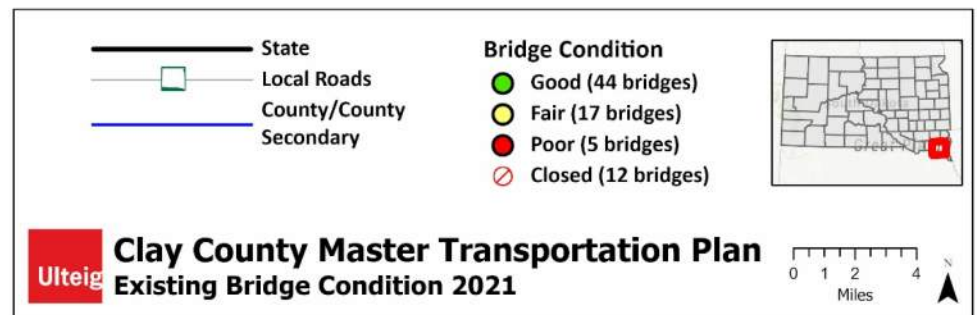 State
Local Roads
County/County
Secondary
Bridge Condition
Good (44 bridges)
Fair (17 bridges)
Poor (5 bridges)
Closed (12 bridges)
Ulteig
Clay County Master Transportation Plan
Existing Bridge Condition 2021
0 1 2 4
Miles
N